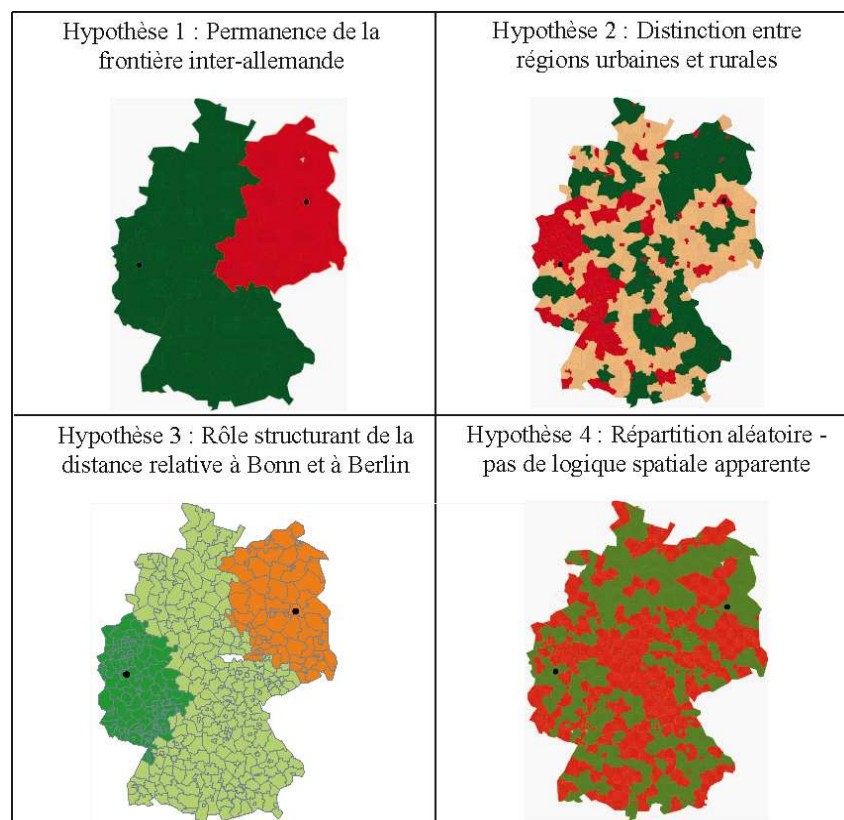 Hypothèse 1 : Permanence de la
frontière inter-allemande
Hypothèse 2 : Distinction entre
régions urbaines et rurales
Hypothèse 3 : Rôle structurant de la
distance relative à Bonn et à Berlin
Hypothèse 4 : Répartition aléatoire -
pas de logique spatiale apparente